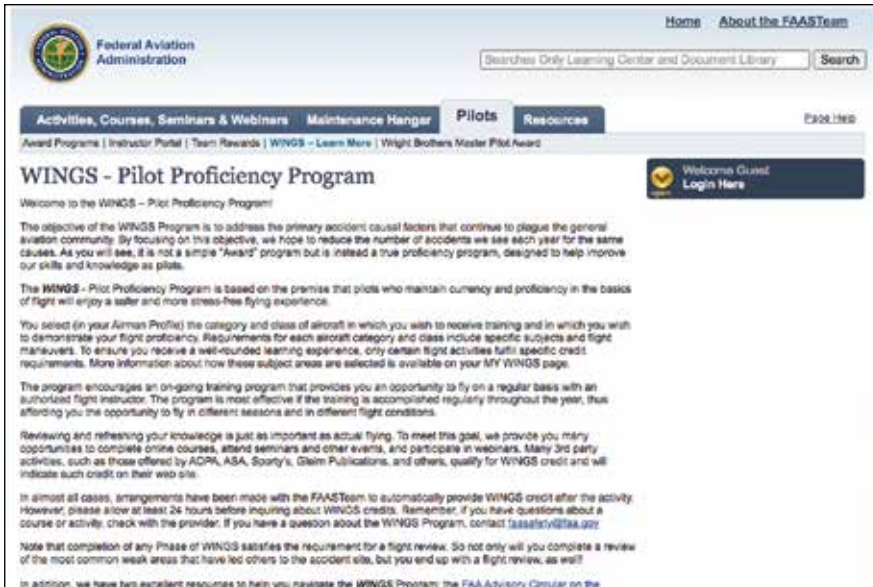 Home About the FAASTeam
Federal Aviation
Administration
Searches Only Learning Center and Document Library Search
Activities, Courses, Seminars & Webinars Maintenance Hangar Pilots Resources Page Help
Award Programs | Instructor Portal | Team Rewards | WINGS – Learn More | Wright Brothers Master Pilot Award
WINGS - Pilot Proficiency Program
Welcome Guest
Login Here
Welcome to the WINGS – Pilot Proficiency Program!
The objective of the WINGS Program is to address the primary accident causal factors that continue to plague the general
aviation community. By focusing on this objective, we hope to reduce the number of accidents we see each year for the same
causes. As you will see, it is not a simple "Award" program but is instead a true proficiency program, designed to help improve
our skills and knowledge as pilots.
The WINGS - Pilot Proficiency Program is based on the premise that pilots who maintain currency and proficiency in the basics
of flight will enjoy a safer and more stress-free flying experience.
You select (in your Airman Profile) the category and class of aircraft in which you wish to receive training and in which you wish
to demonstrate your flight proficiency. Requirements for each aircraft category and class include specific subjects and flight
maneuvers. To ensure you receive a well-rounded learning experience, only certain flight activities fulfil specific credit
requirements. More information about how these subject areas are selected is available on your MY WINGS page.
The program encourages an on-going training program that provides you an opportunity to fly on a regular basis with an
authorized flight instructor. The program is most effective if the training is accomplished regularly throughout the year, thus
affording you the opportunity to fly in different seasons and in different flight conditions.
Reviewing and refreshing your knowledge is just as important as actual flying. To meet this goal, we provide you many
opportunities to complete online courses, attend seminars and other events, and participate in webinars. Many 3rd party
activities, such as those offered by AOPA, ASA, Sporty's, Gleim Publications, and others, qualify for WINGS credit and will
indicate such credit on their web site.
In almost all cases, arrangements have been made with the FAASTeam to automatically provide WINGS credit after the activity.
However, please allow at least 24 hours before inquiring about WINGS credits. Remember, if you have questions about a
course or activity, check with the provider. If you have a question about the WINGS Program, contact faasafety@faa.gov
Note that completion of any Phase of WINGS satisfies the requirement for a flight review. So not only will you complete a review
of the most common weak areas that have led others to the accident site, but you end up with a flight review, as well!
In addition, we have two excellent resources to help you navigate the WINGS Program: the FAA Advisory Circular on the